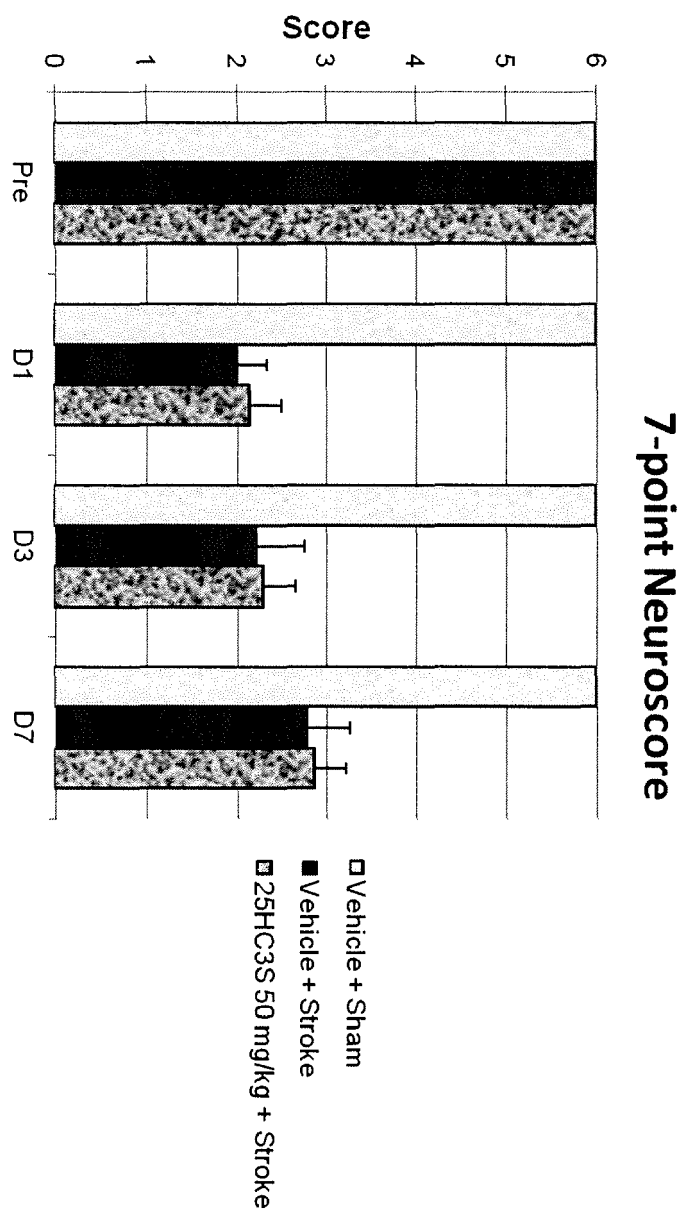 7-point Neuroscore
Score
6
5
4
3
2
1
0
Pre
D1
D3
D7
Vehicle + Sham
Vehicle + Stroke
25HC3S 50 mg/kg + Stroke